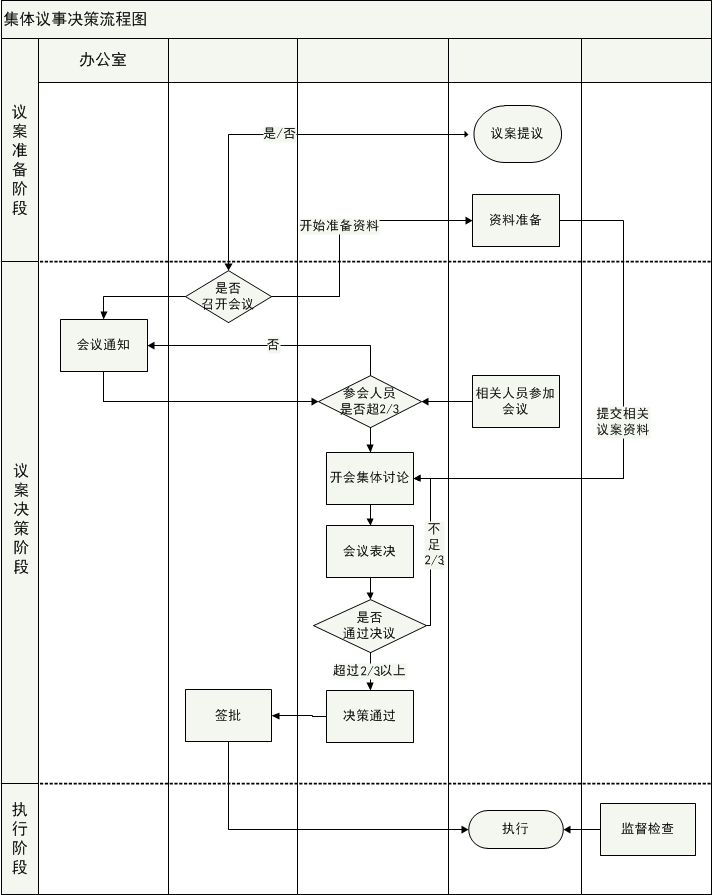 集体议事决策流程图
办公室
议案准备阶段
是/否
议案提议
开始准备资料
资料准备
是否
召开会议
会议通知
否
参会人员
是否超2/3
相关人员参加
会议
提交相关
议案资料
议案决策阶段
开会集体讨论
不
足
2/3
会议表决
是否
通过决议
超过2/3以上
签批
决策通过
执行阶段
执行
监督检查